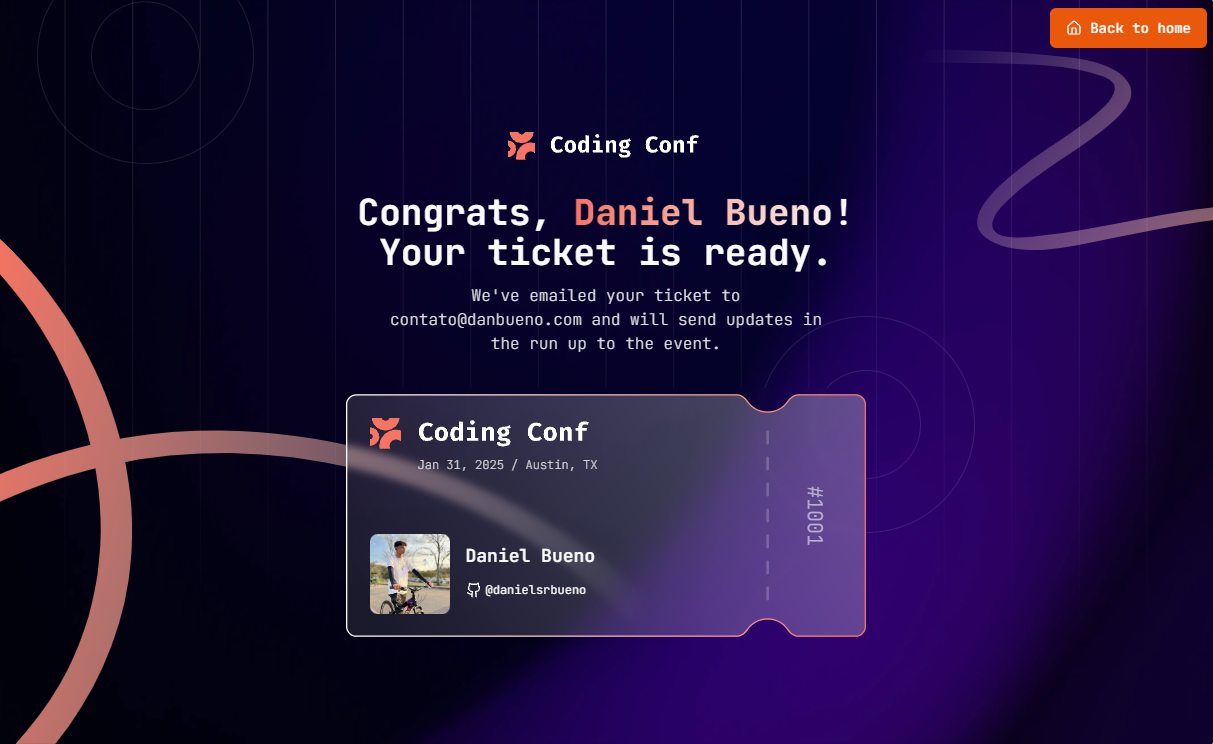 Back to home
Coding Conf
Congrats, Daniel Bueno!
Your ticket is ready.
We've emailed your ticket to
contato@danbueno.com and will send updates in
the run up to the event.
Coding Conf
Jan 31, 2025 / Austin, TX
#1001
Daniel Bueno
@danielsrbueno